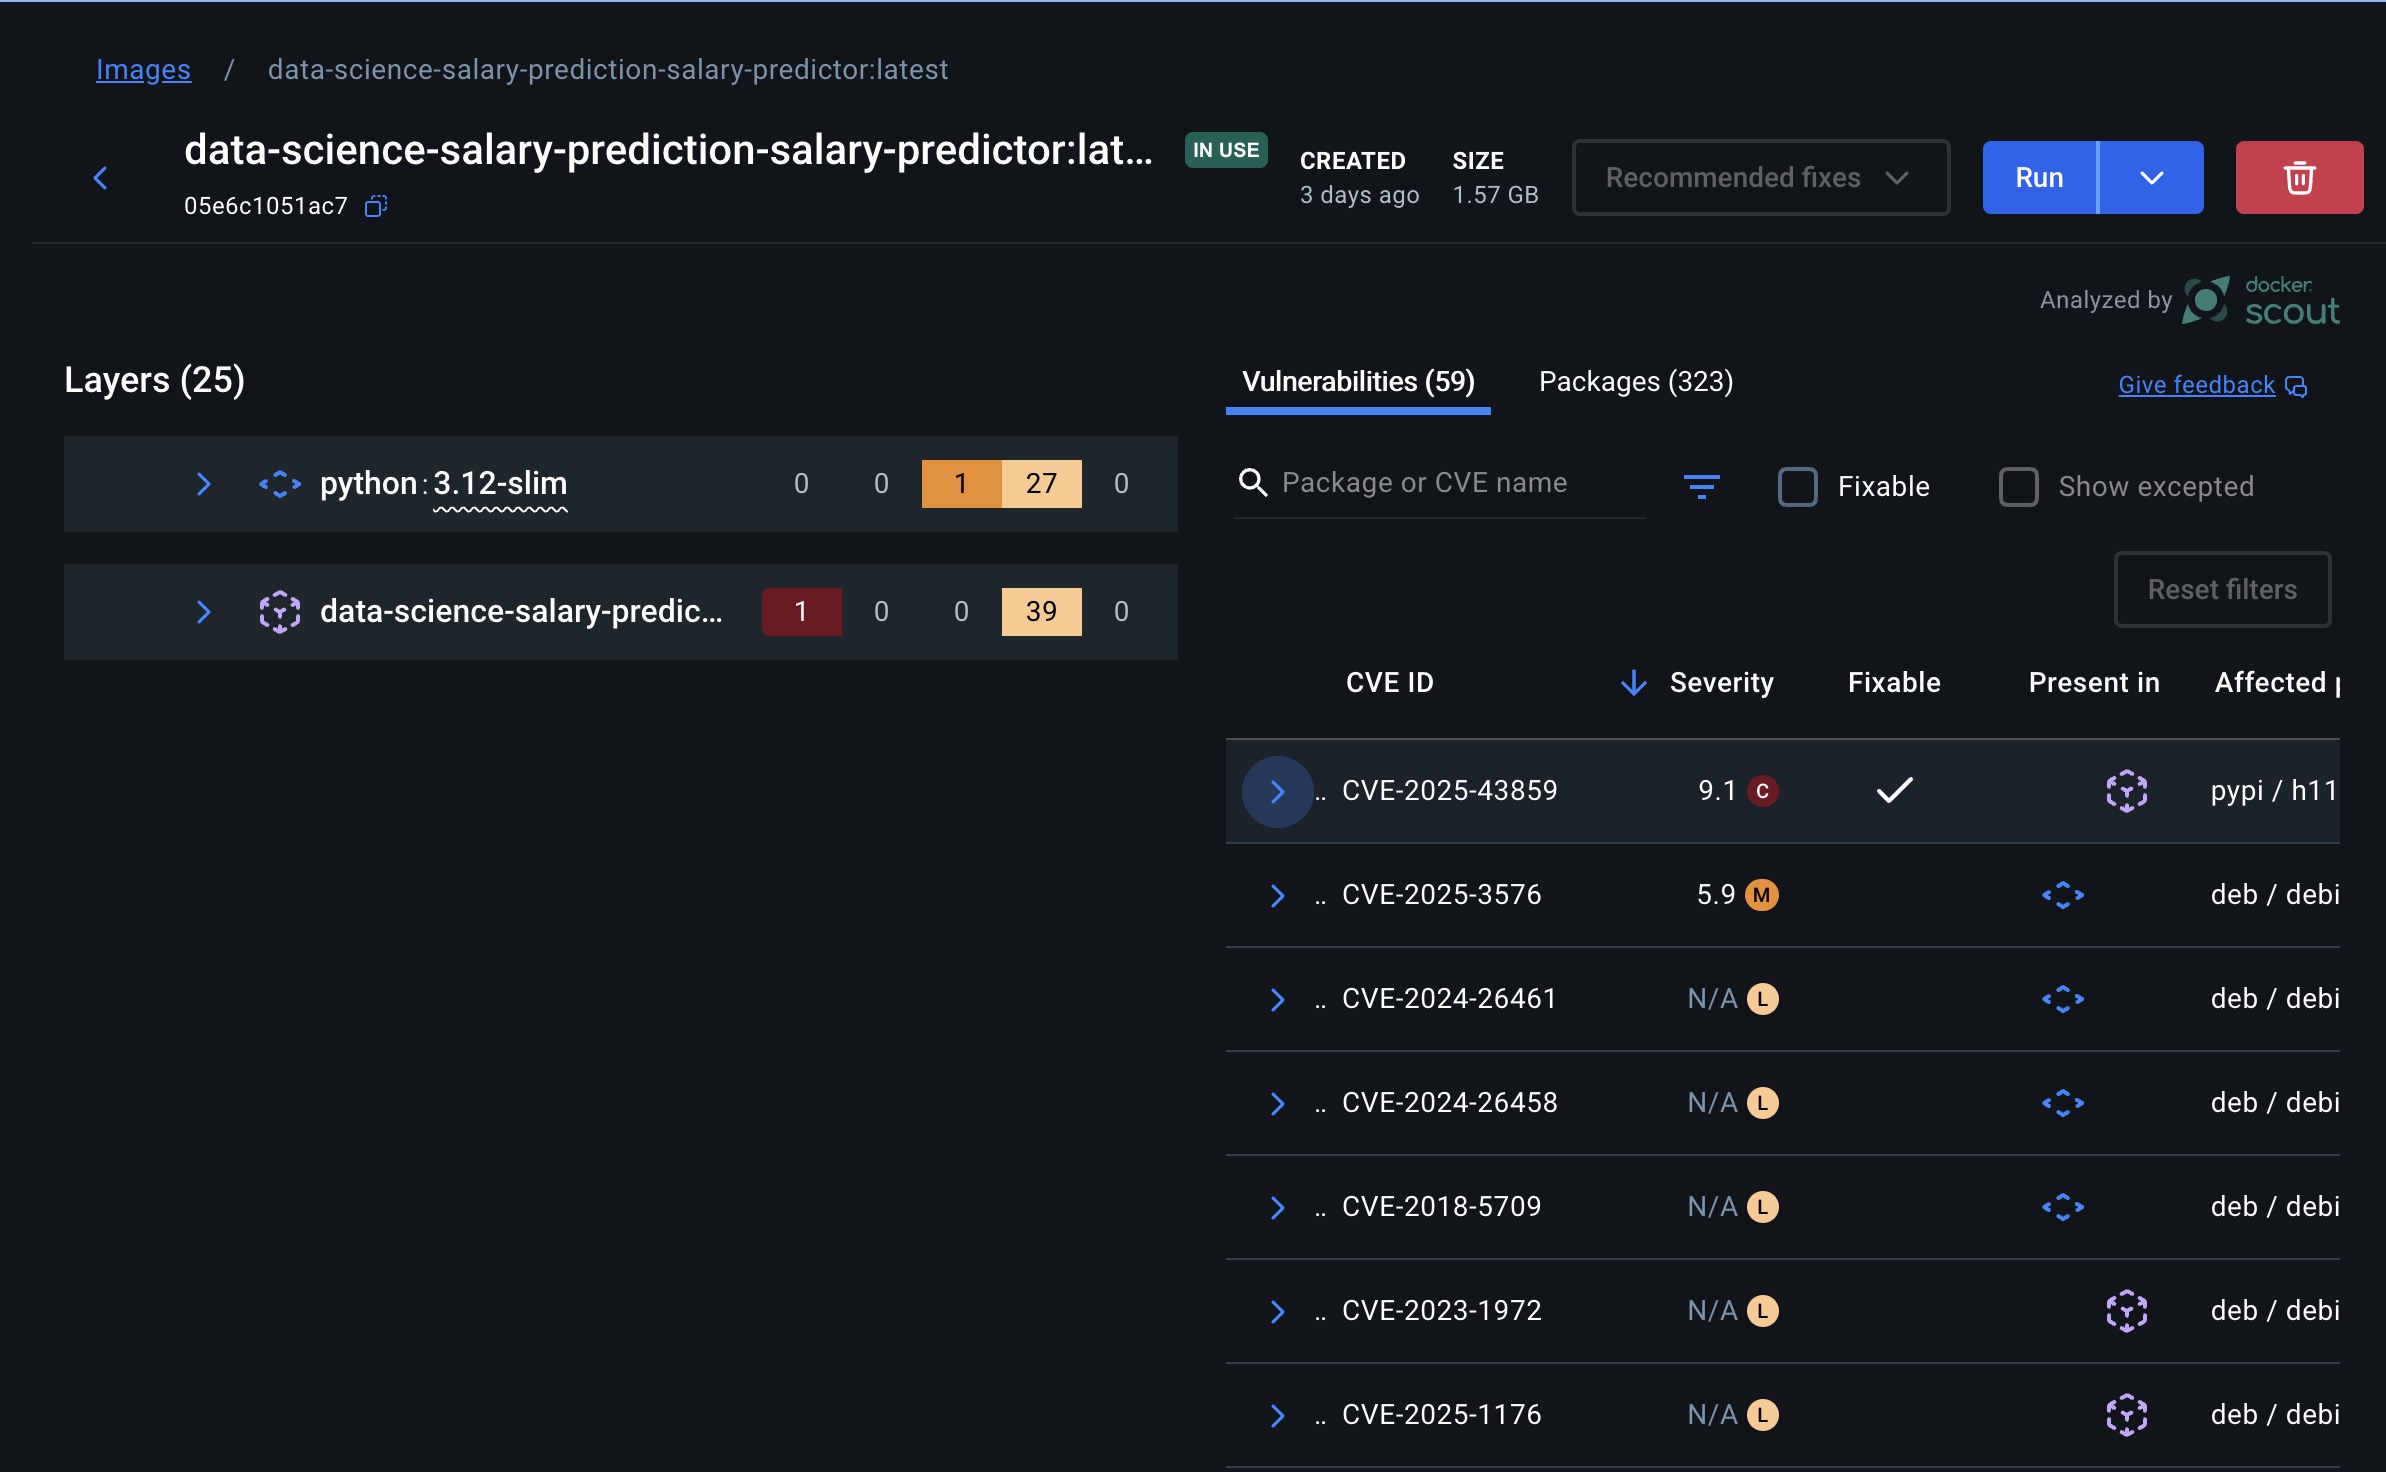 Images / data-science-salary-prediction-salary-predictor:latest
data-science-salary-prediction-salary-predictor:lat...
IN USE
05e6c1051ac7
CREATED
3 days ago
SIZE
1.57 GB
Recommended fixes
Run
Analyzed by docker scout
Layers (25)
python:3.12-slim 0 0 1 27 0
data-science-salary-predic... 1 0 0 39 0
Vulnerabilities (59)
Packages (323)
Give feedback
Package or CVE name
Fixable
Show excepted
Reset filters
CVE ID Severity Fixable Present in Affected
.. CVE-2025-43859 9.1 C pypi / h11
.. CVE-2025-3576 5.9 M deb / debi
.. CVE-2024-26461 N/A L deb / debi
.. CVE-2024-26458 N/A L deb / debi
.. CVE-2018-5709 N/A L deb / debi
.. CVE-2023-1972 N/A L deb / debi
.. CVE-2025-1176 N/A L deb / debi